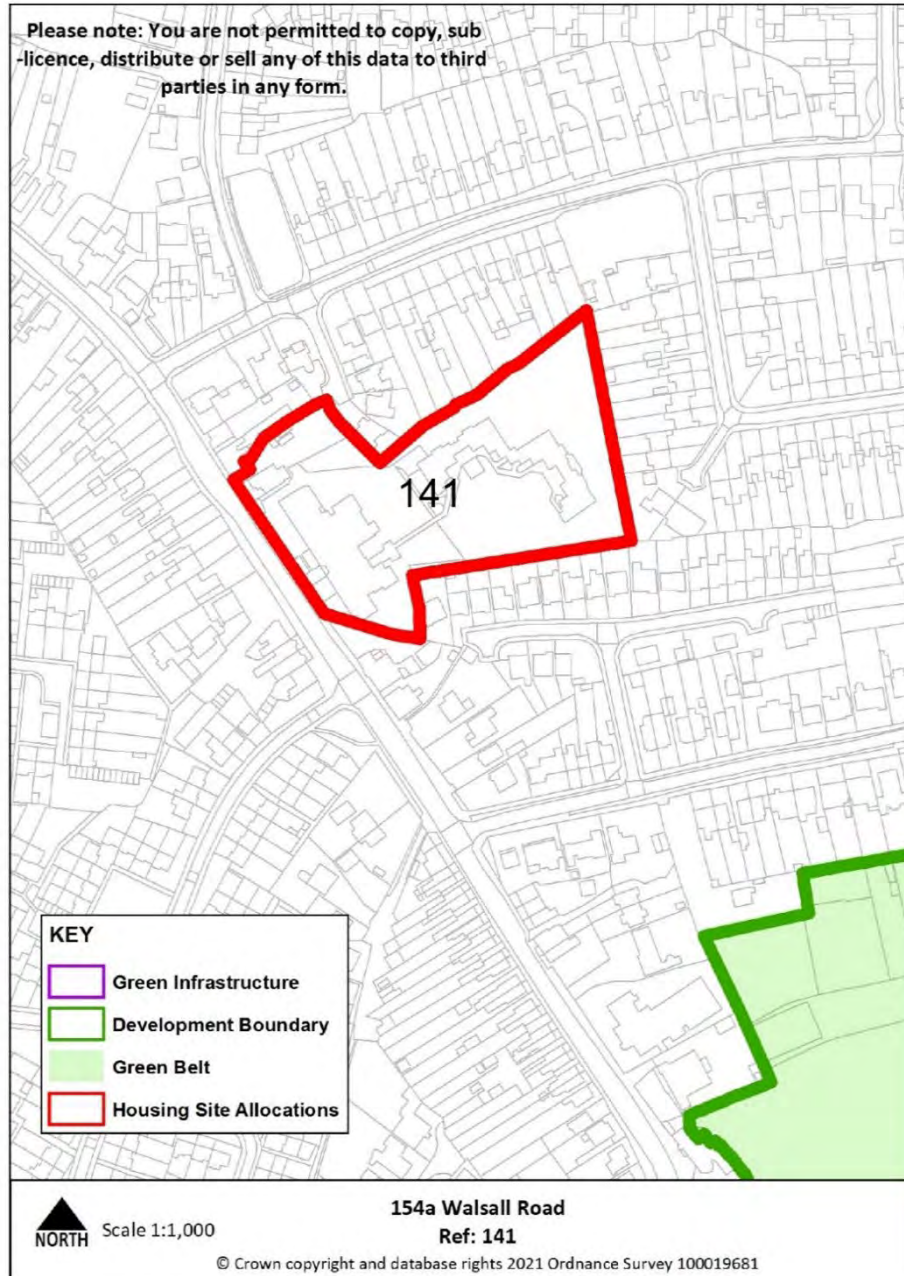 Please note: You are not permitted to copy, sub
-licence, distribute or sell any of this data to third
parties in any form.
141
KEY
Green Infrastructure
Development Boundary
Green Belt
Housing Site Allocations
NORTH
Scale 1:1,000
154a Walsall Road
Ref: 141
© Crown copyright and database rights 2021 Ordnance Survey 100019681